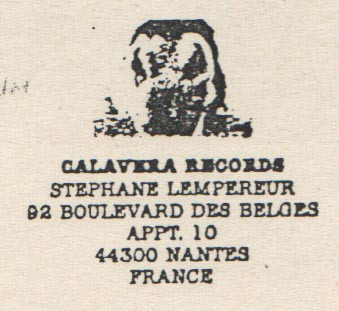 CALAVERA RECORDS
STEPHANE LEMPEREUR
92 BOULEVARD DES BELGES
APPT. 10
44300 NANTES
FRANCE